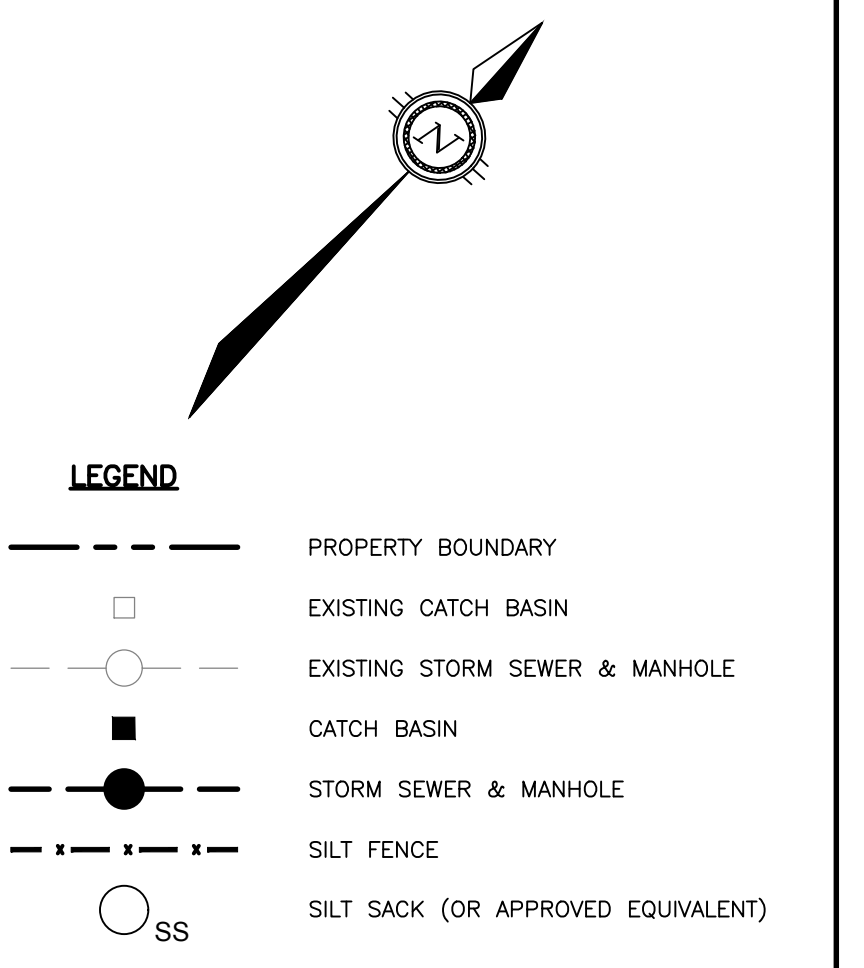 N
LEGEND
PROPERTY BOUNDARY
EXISTING CATCH BASIN
EXISTING STORM SEWER & MANHOLE
CATCH BASIN
STORM SEWER & MANHOLE
SILT FENCE
SS
SILT SACK (OR APPROVED EQUIVALENT)